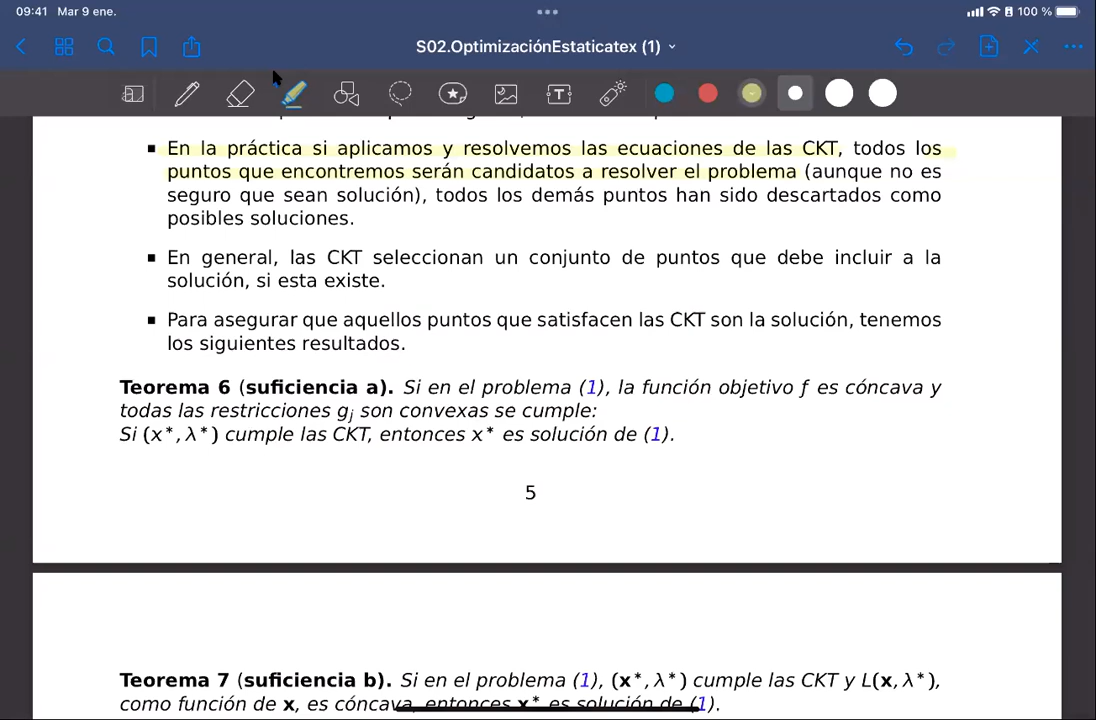 09:41 Mar 9 ene.
100 %
S02.OptimizaciónEstaticatex (1)
▪ En la práctica si aplicamos y resolvemos las ecuaciones de las CKT, todos los
puntos que encontremos serán candidatos a resolver el problema (aunque no es
seguro que sean solución), todos los demás puntos han sido descartados como
posibles soluciones.
▪ En general, las CKT seleccionan un conjunto de puntos que debe incluir a la
solución, si esta existe.
▪ Para asegurar que aquellos puntos que satisfacen las CKT son la solución, tenemos
los siguientes resultados.
Teorema 6 (suficiencia a). Si en el problema (1), la función objetivo f es cóncava y
todas las restricciones gj son convexas se cumple:
Si (x*, λ*) cumple las CKT, entonces x* es solución de (1).
5
Teorema 7 (suficiencia b). Si en el problema (1), (x*, λ*) cumple las CKT y L(x, λ*),
como función de x, es cóncava, entonces x* es solución de (1).